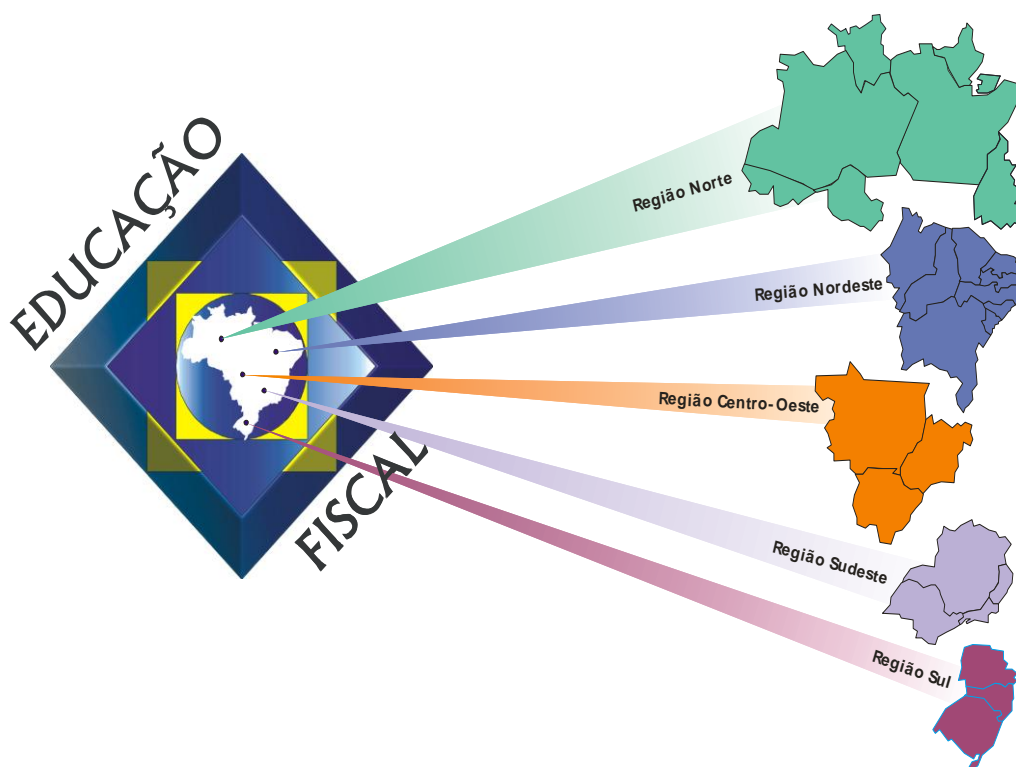 EDUCAÇÃO
FISCAL
Região Norte
Região Nordeste
Região Centro-Oeste
Região Sudeste
Região Sul